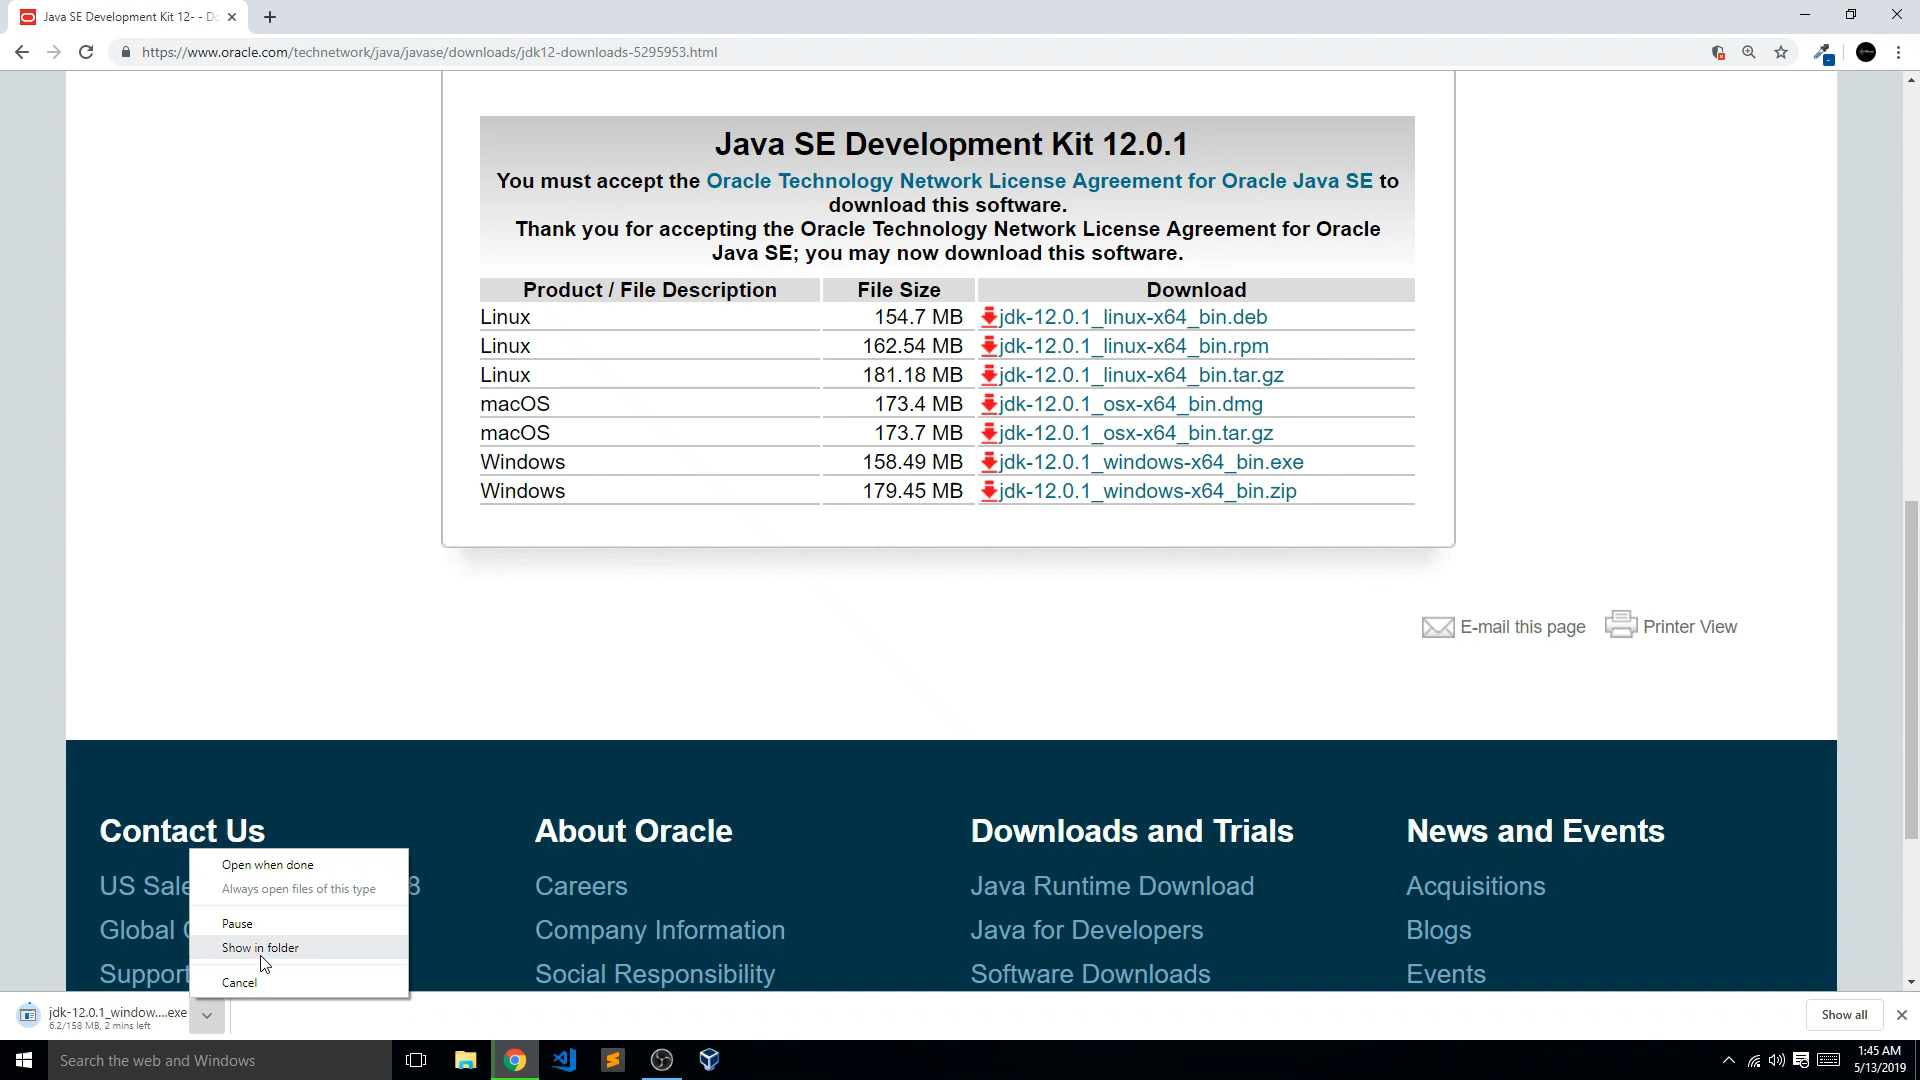 Java SE Development Kit 12- - Do
https://www.oracle.com/technetwork/java/javase/downloads/jdk12-downloads-5295953.html
Java SE Development Kit 12.0.1
You must accept the Oracle Technology Network License Agreement for Oracle Java SE to
download this software.
Thank you for accepting the Oracle Technology Network License Agreement for Oracle
Java SE; you may now download this software.
Product / File Description File Size Download
Linux 154.7 MB jdk-12.0.1_linux-x64_bin.deb
Linux 162.54 MB jdk-12.0.1_linux-x64_bin.rpm
Linux 181.18 MB jdk-12.0.1_linux-x64_bin.tar.gz
macOS 173.4 MB jdk-12.0.1_osx-x64_bin.dmg
macOS 173.7 MB jdk-12.0.1_osx-x64_bin.tar.gz
Windows 158.49 MB jdk-12.0.1_windows-x64_bin.exe
Windows 179.45 MB jdk-12.0.1_windows-x64_bin.zip
E-mail this page Printer View
Contact Us About Oracle Downloads and Trials News and Events
US Sale 8 Careers Java Runtime Download Acquisitions
Global Company Information Java for Developers Blogs
Support Social Responsibility Software Downloads Events
Open when done
Always open files of this type
Pause
Show in folder
Cancel
jdk-12.0.1_window....exe
6.2/158 MB, 2 mins left
Show all
Search the web and Windows
1:45 AM
5/13/2019